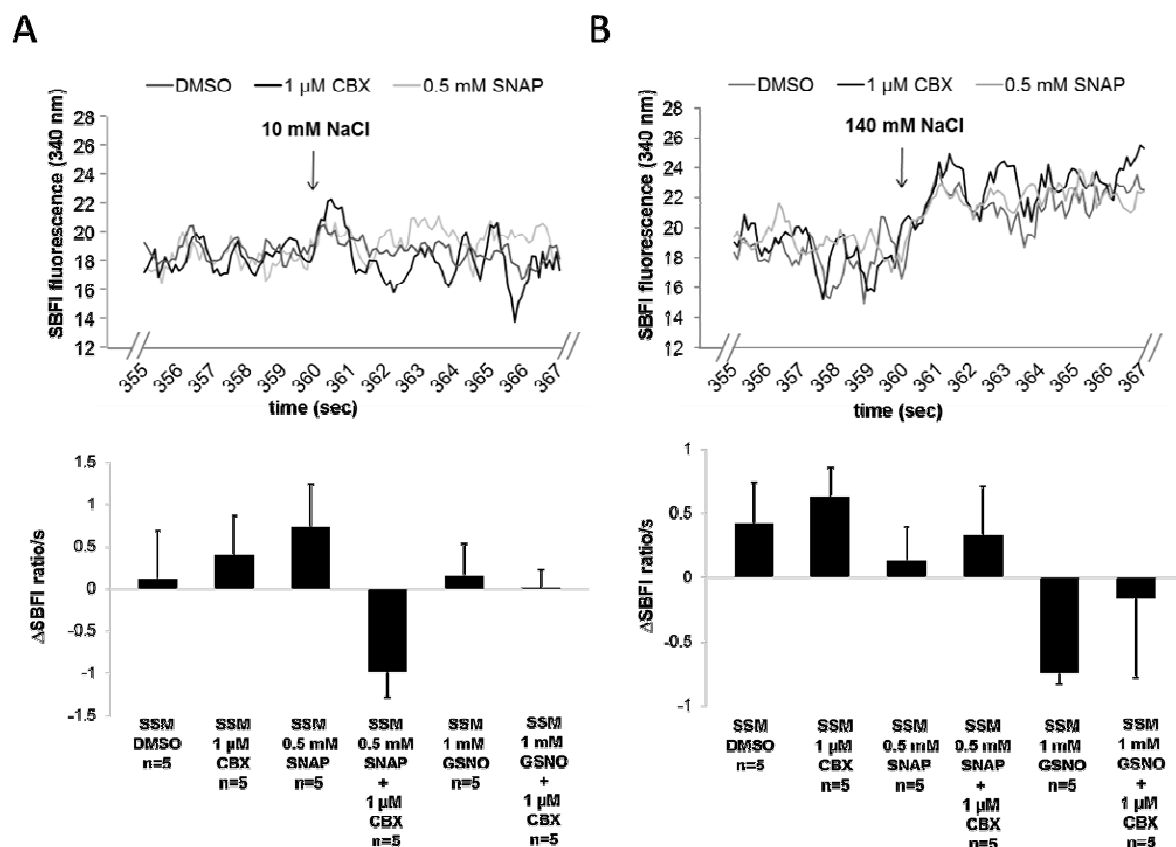 A
B
DMSO 1 µM CBX 0.5 mM SNAP
10 mM NaCl
SBFI fluorescence (340 nm)
28
26
24
22
20
18
16
14
12
355 356 357 358 359 360 361 362 363 364 365 366 367
time (sec)
DMSO 1 µM CBX 0.5 mM SNAP
140 mM NaCl
SBFI fluorescence (340 nm)
28
26
24
22
20
18
16
14
12
355 356 357 358 359 360 361 362 363 364 365 366 367
time (sec)
ΔSBFI ratio/s
1.5
1
0.5
0
-0.5
-1
-1.5
SSM
DMSO
n=5
SSM
1 µM
CBX
n=5
SSM
0.5 mM
SNAP
n=5
SSM
0.5 mM
SNAP
+
1 µM
CBX
n=5
SSM
1 mM
GSNO
n=5
SSM
1 mM
GSNO
+
1 µM
CBX
n=5
ΔSBFI ratio/s
1
0.5
0
-0.5
-1
SSM
DMSO
n=5
SSM
1 µM
CBX
n=5
SSM
0.5 mM
SNAP
n=5
SSM
0.5 mM
SNAP
+
1 µM
CBX
n=5
SSM
1 mM
GSNO
n=5
SSM
1 mM
GSNO
+
1 µM
CBX
n=5